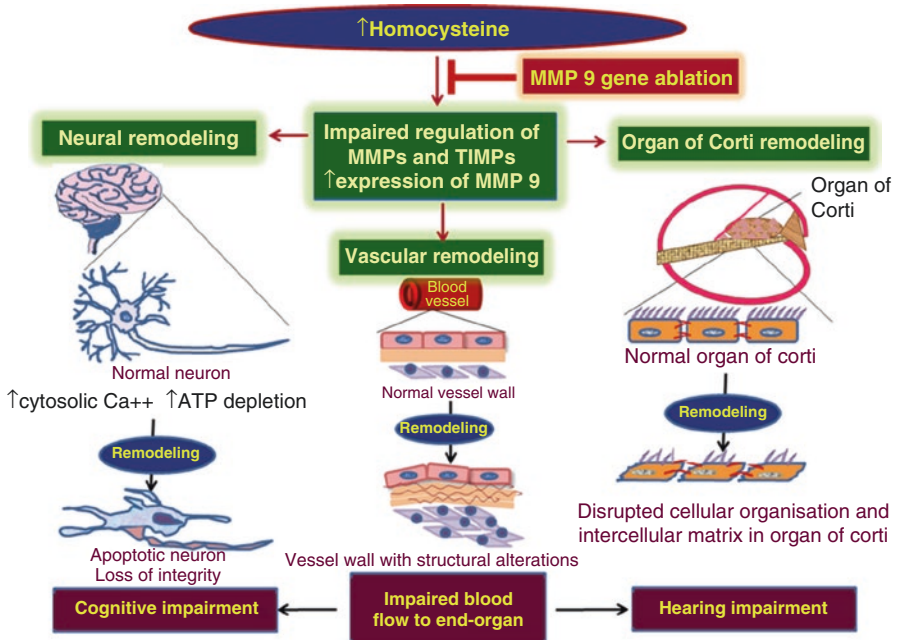 ↑Homocysteine
MMP 9 gene ablation
Neural remodeling
Impaired regulation of
MMPs and TIMPs
↑expression of MMP 9
Organ of Corti remodeling
Organ of
Corti
Vascular remodeling
Blood
vessel
Normal neuron
Normal vessel wall
Normal organ of corti
↑cytosolic Ca++ ↑ATP depletion
Remodeling
Remodeling
Remodeling
Apoptotic neuron
Loss of integrity
Vessel wall with structural alterations
Disrupted cellular organisation and
intercellular matrix in organ of corti
Cognitive impairment
Impaired blood
flow to end-organ
Hearing impairment